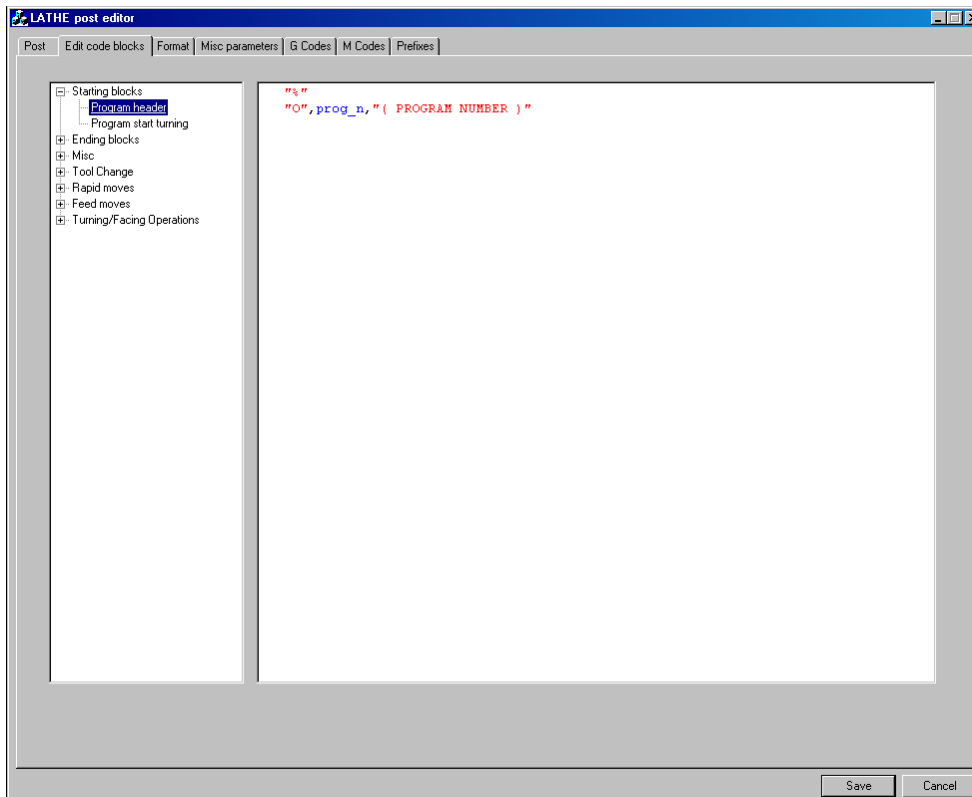 LATHE post editor
Post Edit code blocks Format Misc parameters G Codes M Codes Prefixes
Starting blocks
Program header
Program start turning
Ending blocks
Misc
Tool Change
Rapid moves
Feed moves
Turning/Facing Operations
"%"
"O",prog_n,"( PROGRAM NUMBER )"
Save Cancel